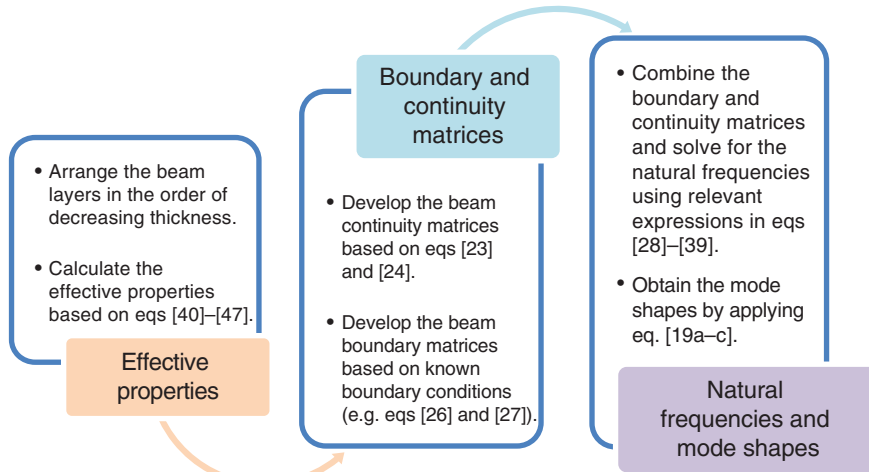 • Arrange the beam
layers in the order of
decreasing thickness.
• Calculate the
effective properties
based on eqs [40]–[47].
Effective
properties
Boundary and
continuity
matrices
• Develop the beam
continuity matrices
based on eqs [23]
and [24].
• Develop the beam
boundary matrices
based on known
boundary conditions
(e.g. eqs [26] and [27]).
• Combine the
boundary and
continuity matrices
and solve for the
natural frequencies
using relevant
expressions in eqs
[28]–[39].
• Obtain the mode
shapes by applying
eq. [19a–c].
Natural
frequencies and
mode shapes